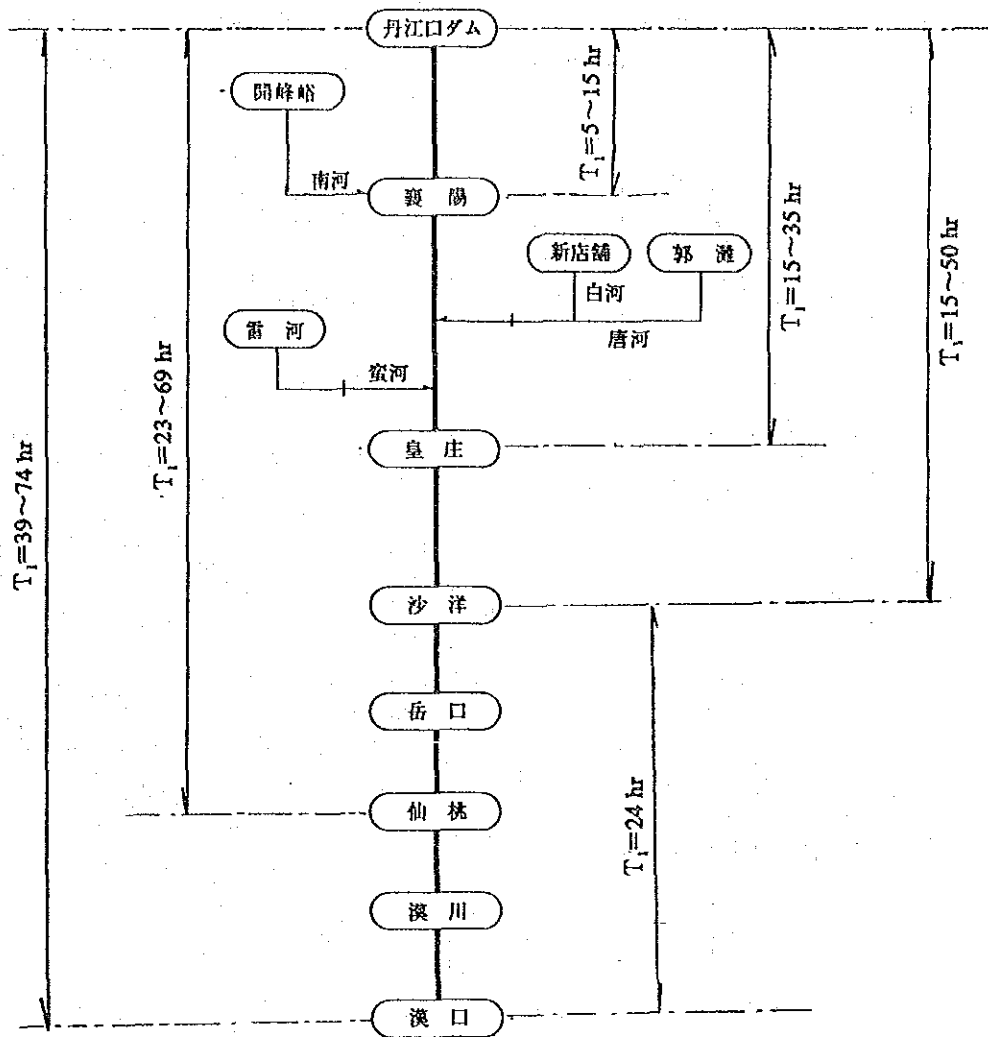 丹江口ダム
開峰峪
T₁=5~15 hr
南河
襄陽
新店舗
郭灘
白河
T₁=15~35 hr
T₁=15~50 hr
雷河
唐河
蛮河
T₁=23~69 hr
皇庄
T₁=39~74 hr
沙洋
岳口
仙桃
T₁=24 hr
漢川
漢口